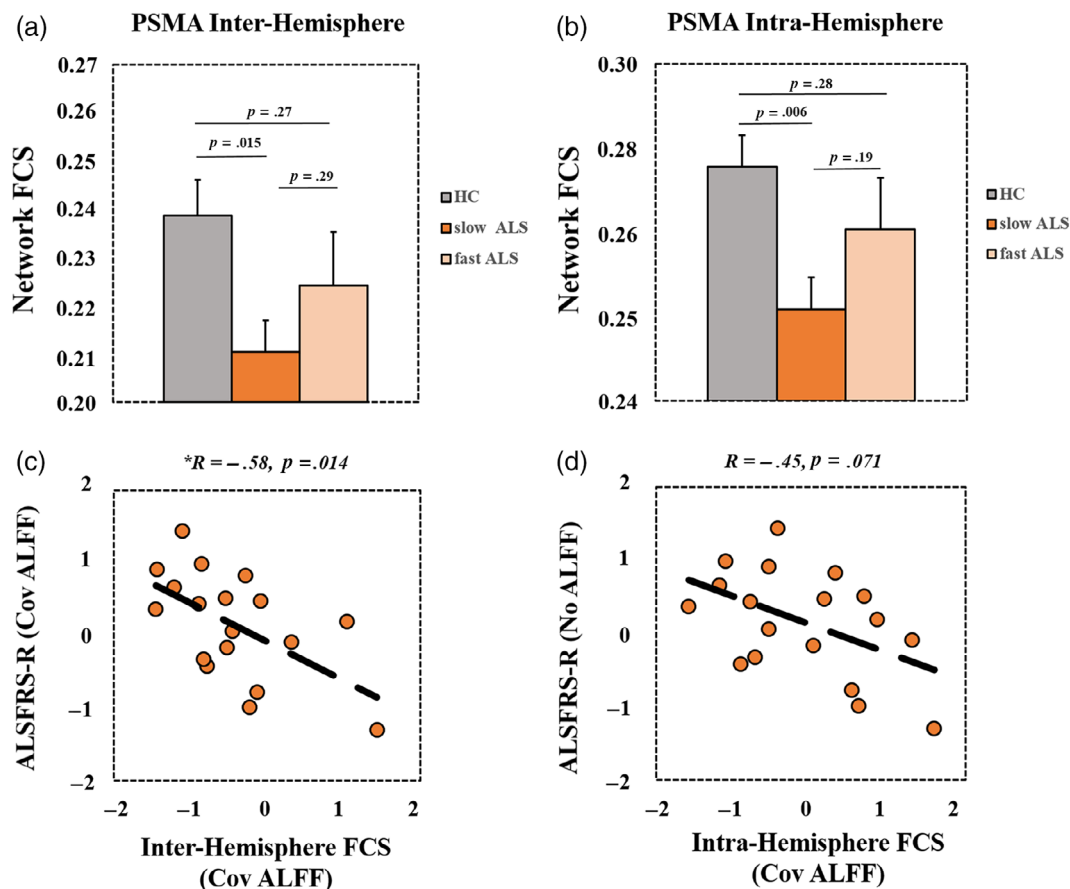 (a)
PSMA Inter-Hemisphere
0.27
0.26
0.25
0.24
0.23
0.22
0.21
0.20
Network FCS
p = .27
p = .015
p = .29
HC
slow ALS
fast ALS
(b)
PSMA Intra-Hemisphere
0.30
0.28
0.26
0.25
0.24
Network FCS
p = .28
p = .006
p = .19
HC
slow ALS
fast ALS
(c)
*R = – .58, p = .014
2
1
0
–1
–2
ALSFRS-R (Cov ALFF)
–2 –1 0 1 2
Inter-Hemisphere FCS
(Cov ALFF)
(d)
R = – .45, p = .071
2
1
0
–1
–2
ALSFRS-R (No ALFF)
–2 –1 0 1 2
Intra-Hemisphere FCS
(Cov ALFF)